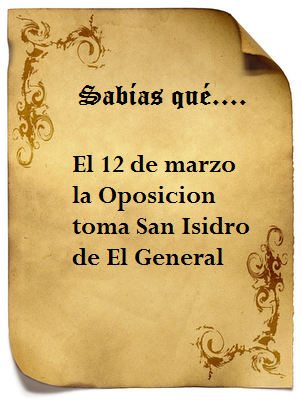 Sabías qué....
El 12 de marzo
la Oposicion
toma San Isidro
de El General